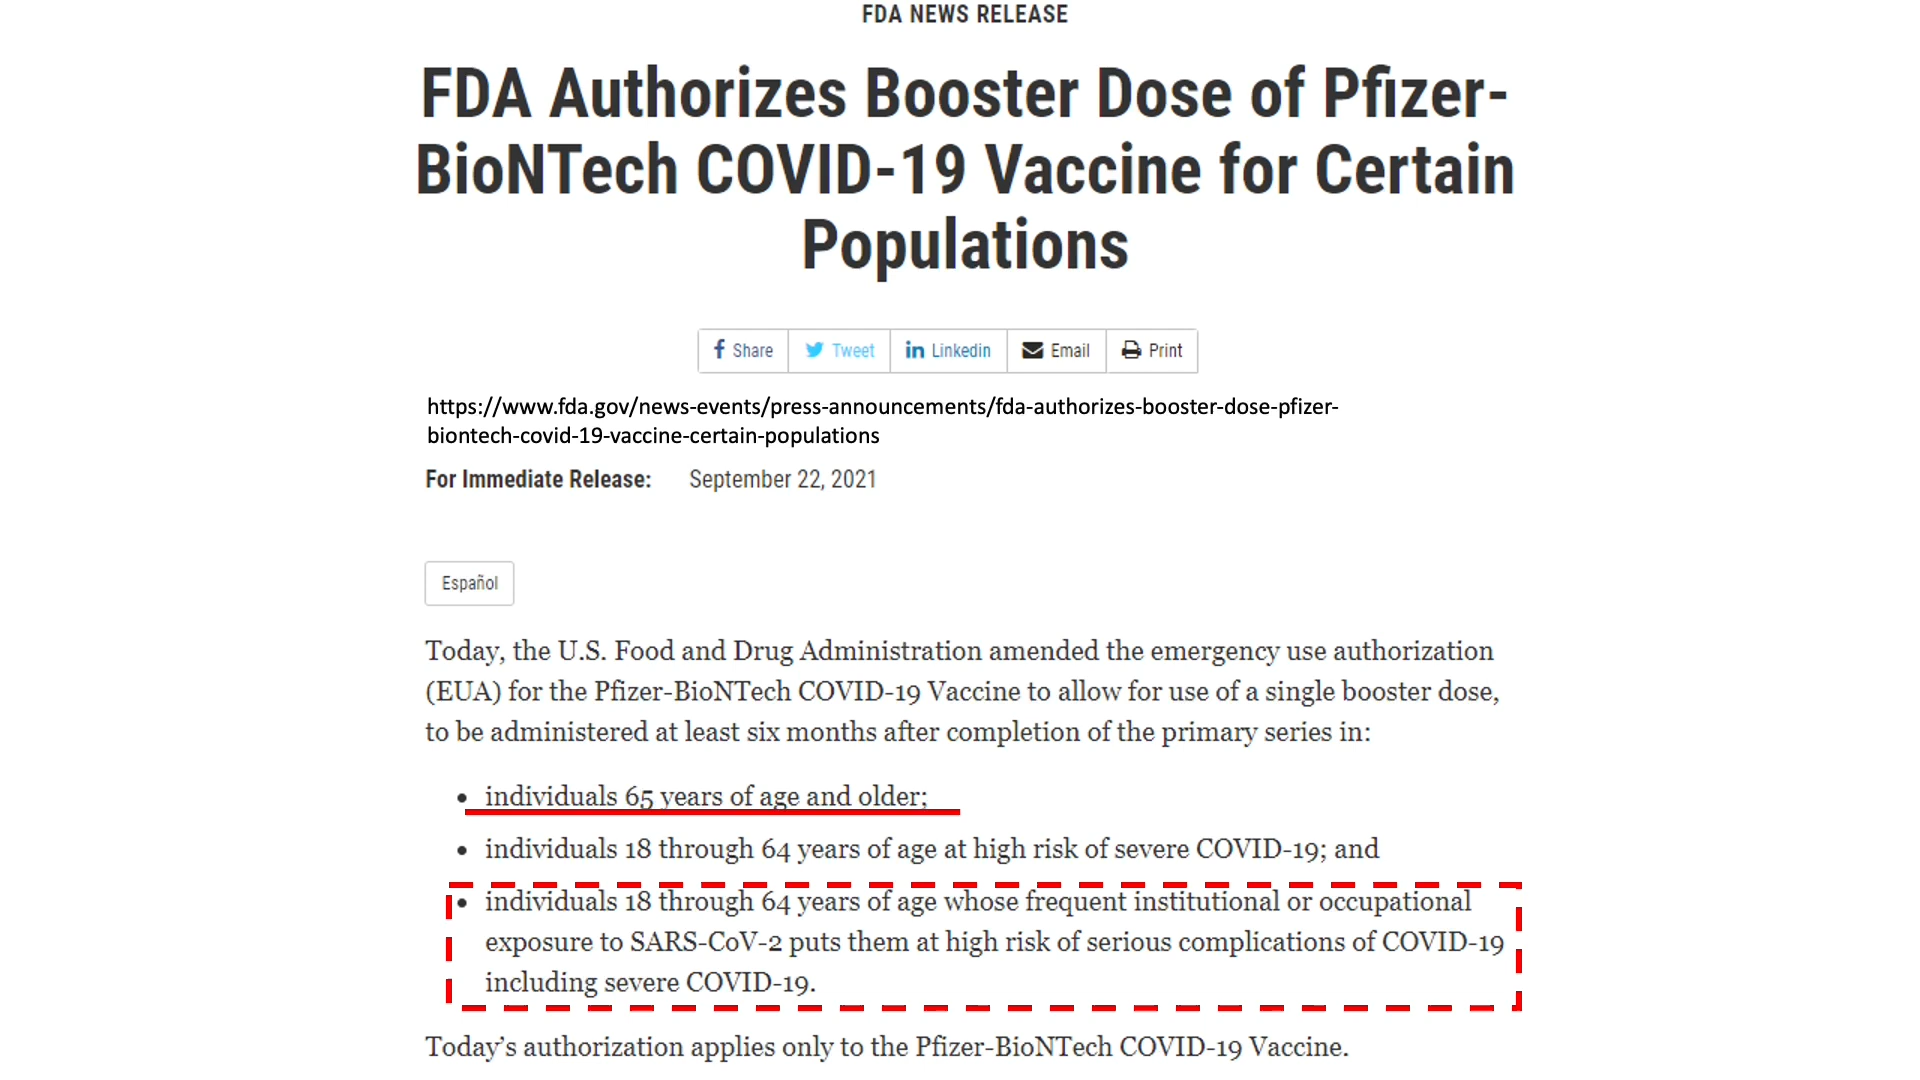 FDA NEWS RELEASE
FDA Authorizes Booster Dose of Pfizer-
BioNTech COVID-19 Vaccine for Certain
Populations
Share Tweet Linkedin Email Print
https://www.fda.gov/news-events/press-announcements/fda-authorizes-booster-dose-pfizer-
biontech-covid-19-vaccine-certain-populations
For Immediate Release: September 22, 2021
Español
Today, the U.S. Food and Drug Administration amended the emergency use authorization
(EUA) for the Pfizer-BioNTech COVID-19 Vaccine to allow for use of a single booster dose,
to be administered at least six months after completion of the primary series in:
• individuals 65 years of age and older;
• individuals 18 through 64 years of age at high risk of severe COVID-19; and
• individuals 18 through 64 years of age whose frequent institutional or occupational
exposure to SARS-CoV-2 puts them at high risk of serious complications of COVID-19
including severe COVID-19.
Today’s authorization applies only to the Pfizer-BioNTech COVID-19 Vaccine.